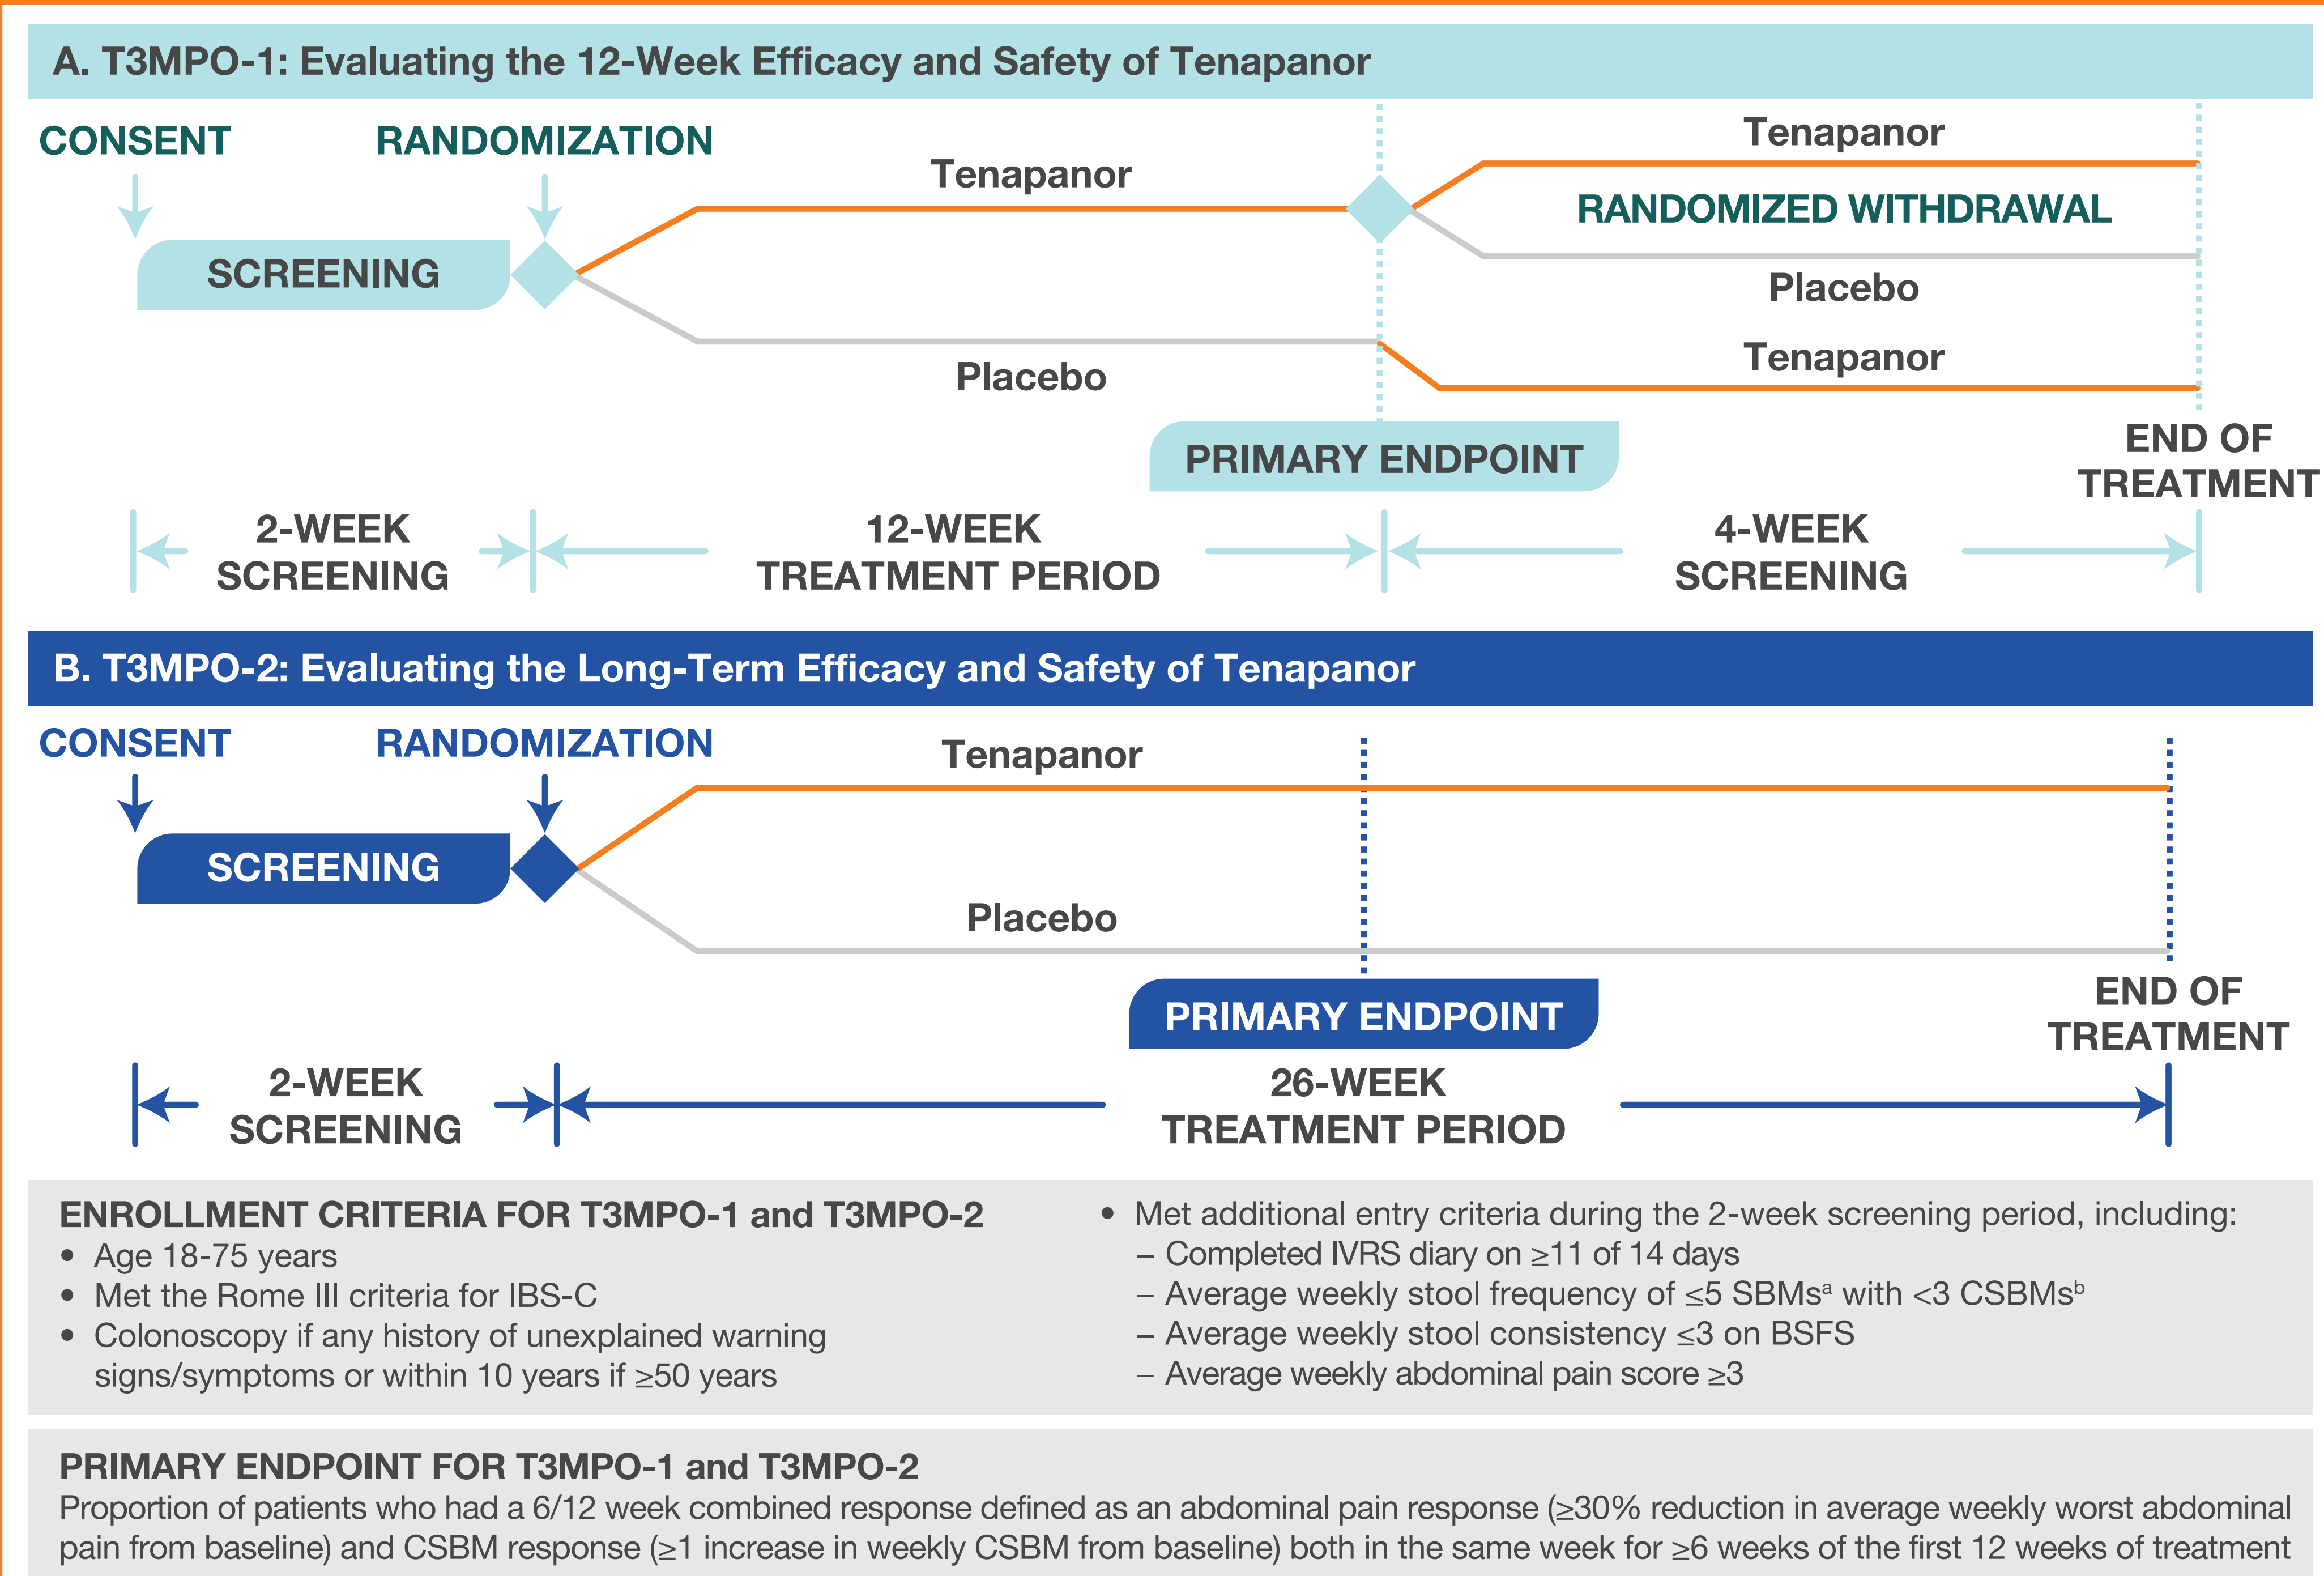 A. T3MPO-1: Evaluating the 12-Week Efficacy and Safety of Tenapanor
CONSENT
RANDOMIZATION
Tenapanor
Tenapanor
RANDOMIZED WITHDRAWAL
SCREENING
Placebo
Placebo
Tenapanor
PRIMARY ENDPOINT
END OF
TREATMENT
2-WEEK
SCREENING
12-WEEK
TREATMENT PERIOD
4-WEEK
SCREENING
B. T3MPO-2: Evaluating the Long-Term Efficacy and Safety of Tenapanor
CONSENT
RANDOMIZATION
Tenapanor
SCREENING
Placebo
PRIMARY ENDPOINT
END OF
TREATMENT
2-WEEK
SCREENING
26-WEEK
TREATMENT PERIOD
ENROLLMENT CRITERIA FOR T3MPO-1 and T3MPO-2
• Age 18-75 years
• Met the Rome III criteria for IBS-C
• Colonoscopy if any history of unexplained warning
signs/symptoms or within 10 years if ≥50 years
• Met additional entry criteria during the 2-week screening period, including:
– Completed IVRS diary on ≥11 of 14 days
– Average weekly stool frequency of ≤5 SBMsᵃ with <3 CSBMsᵇ
– Average weekly stool consistency ≤3 on BSFS
– Average weekly abdominal pain score ≥3
PRIMARY ENDPOINT FOR T3MPO-1 and T3MPO-2
Proportion of patients who had a 6/12 week combined response defined as an abdominal pain response (≥30% reduction in average weekly worst abdominal
pain from baseline) and CSBM response (≥1 increase in weekly CSBM from baseline) both in the same week for ≥6 weeks of the first 12 weeks of treatment